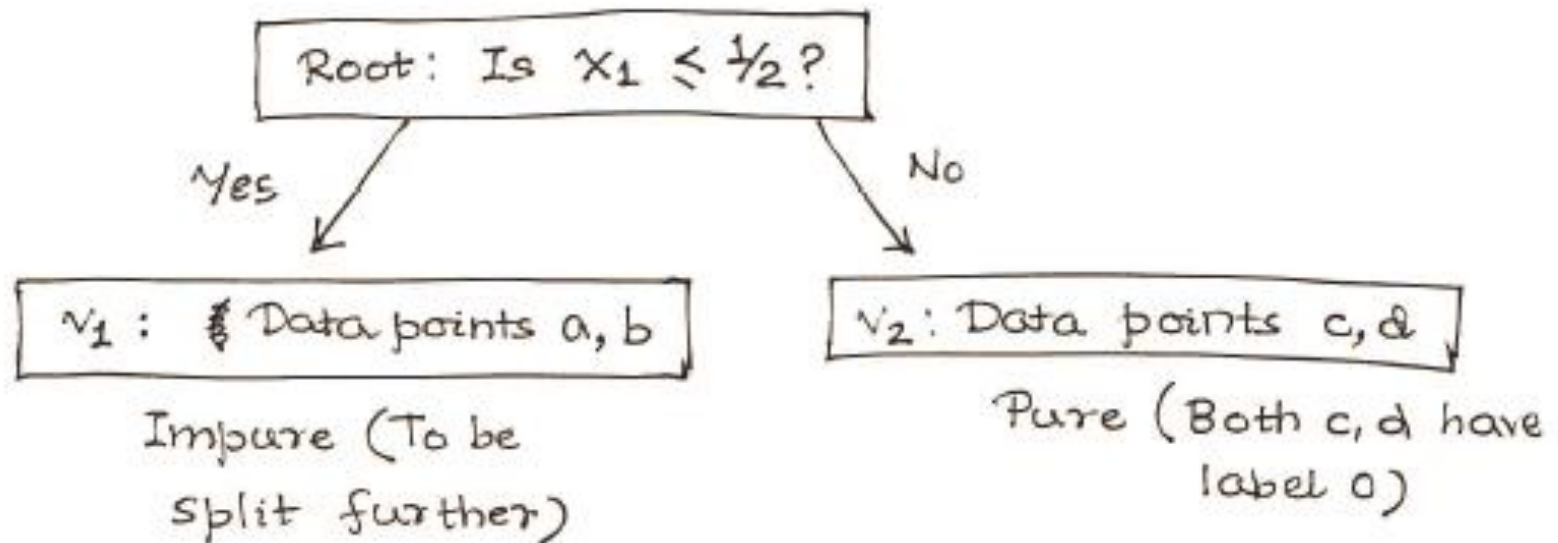 Root: Is x₁ ≤ ½?
Yes
No
v₁: Data points a, b
v₂: Data points c, d
Impure (To be
split further)
Pure (Both c, d have
label 0)